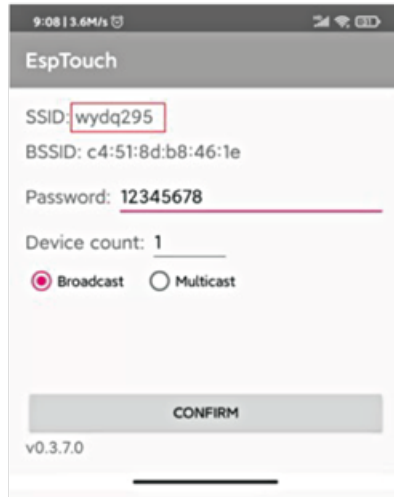 9:08 | 3.6M/s
EspTouch
SSID: wydq295
BSSID: c4:51:8d:b8:46:1e
Password: 12345678
Device count: 1
Broadcast Multicast
CONFIRM
v0.3.7.0